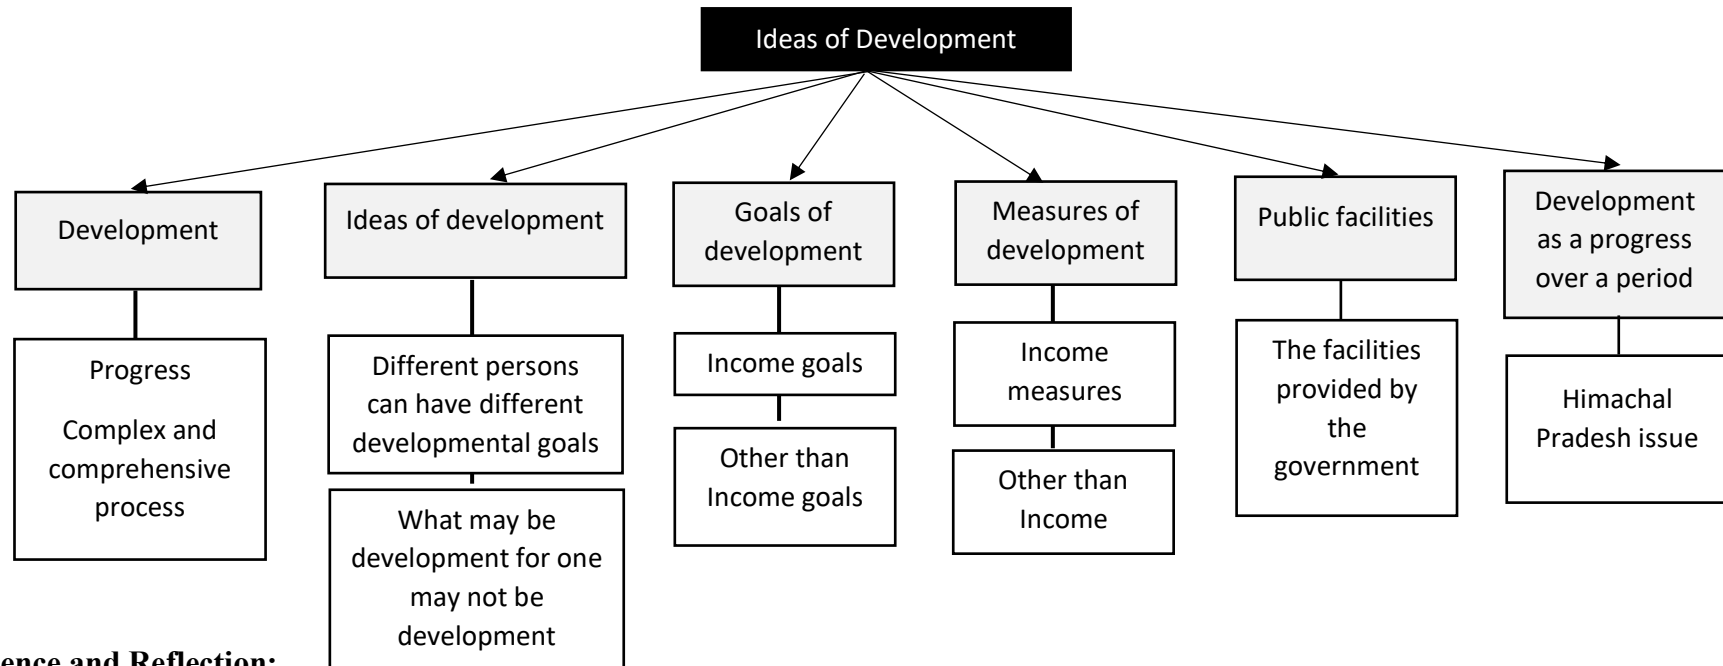 Ideas of Development
Development
Ideas of development
Goals of
development
Measures of
development
Public facilities
Development
as a progress
over a period
Progress
Complex and
comprehensive
process
Different persons
can have different
developmental goals
What may be
development for one
may not be
development
Income goals
Other than
Income goals
Income
measures
Other than
Income
The facilities
provided by
the
government
Himachal
Pradesh issue
ence and Reflection: